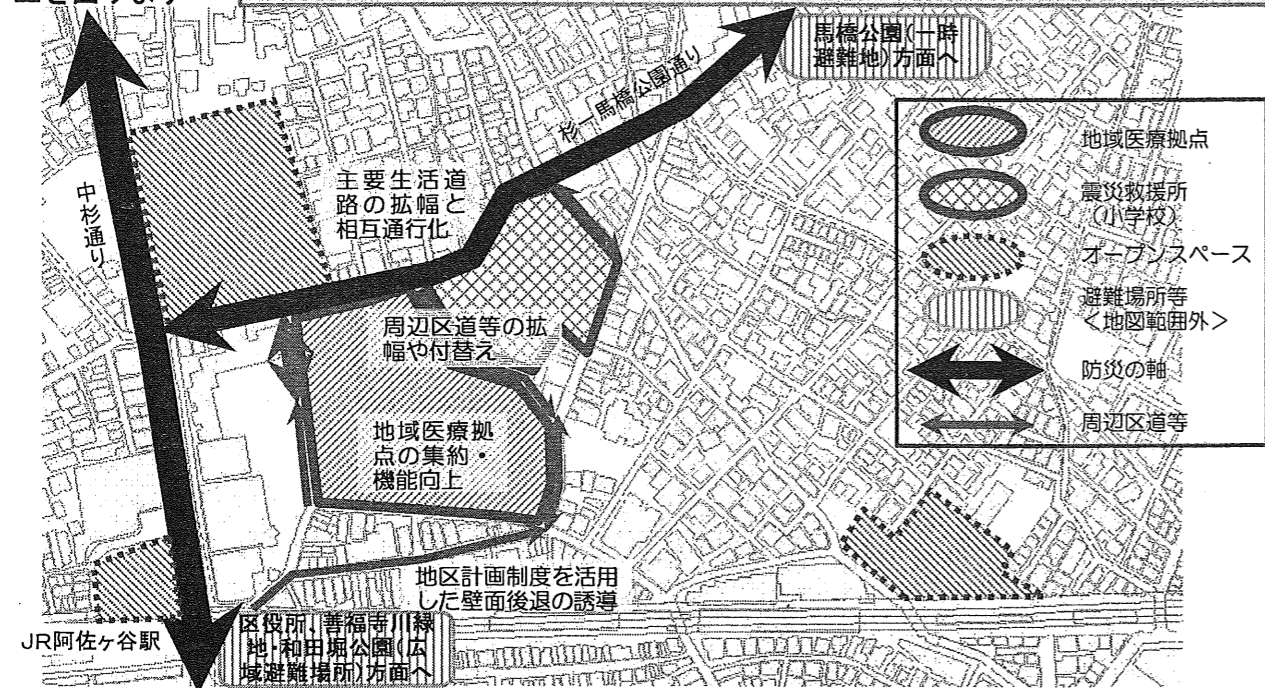 馬橋公園(一時
避難地)方面へ
杉一馬橋公園通り
中杉通り
主要生活道
路の拡幅と
相互通行化
地域医療拠点
震災救援所
(小学校)
オープンスペース
避難場所等
<地図範囲外>
防災の軸
周辺区道等
周辺区道等の拡
幅や付替え
地域医療拠
点の集約・
機能向上
地区計画制度を活用
した壁面後退の誘導
JR阿佐ヶ谷駅
区役所、善福寺川緑
地・和田堀公園(広
域避難場所)方面へ